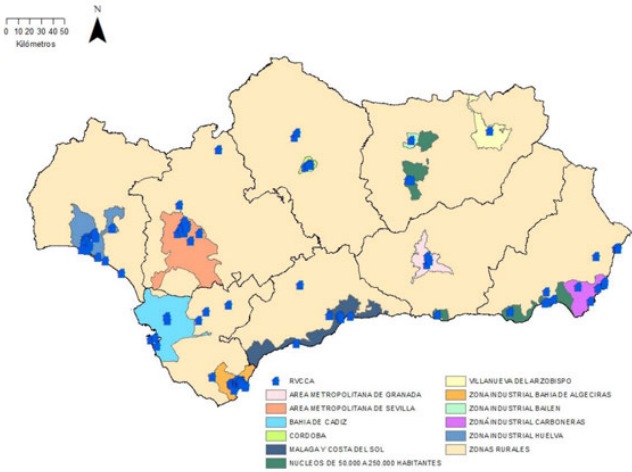 N
0 10 20 30 40 50
Kilómetros
RVCCA
AREA METROPOLITANA DE GRANADA
AREA METROPOLITANA DE SEVILLA
BAHIA DE CADIZ
CORDOBA
MALAGA Y COSTA DEL SOL
NUCLEOS DE 50.000 A 250.000 HABITANTES
VILLANUEVA DEL ARZOBISPO
ZONA INDUSTRIAL BAHIA DE ALGECIRAS
ZONA INDUSTRIAL BAILEN
ZONA INDUSTRIAL CARBONERAS
ZONA INDUSTRIAL HUELVA
ZONAS RURALES